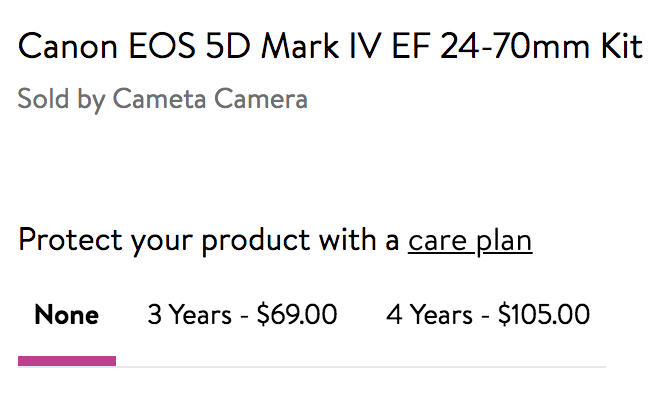 Canon EOS 5D Mark IV EF 24-70mm Kit
Sold by Cameta Camera
Protect your product with a care plan
None 3 Years - $69.00 4 Years - $105.00